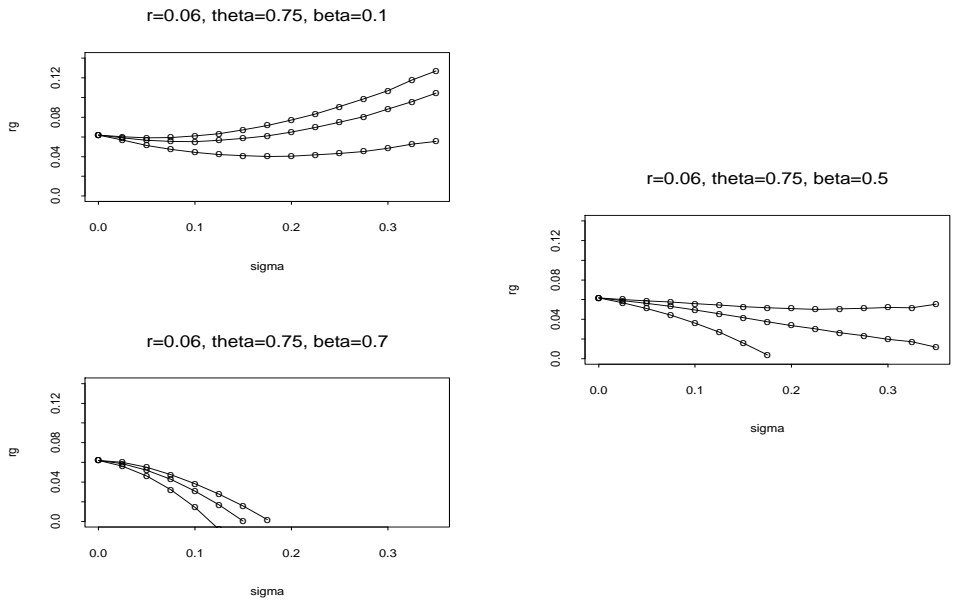 r=0.06, theta=0.75, beta=0.1
rg
0.0 0.04 0.08 0.12
0.0 0.1 0.2 0.3
sigma
r=0.06, theta=0.75, beta=0.5
rg
0.0 0.04 0.08 0.12
0.0 0.1 0.2 0.3
sigma
r=0.06, theta=0.75, beta=0.7
rg
0.0 0.04 0.08 0.12
0.0 0.1 0.2 0.3
sigma